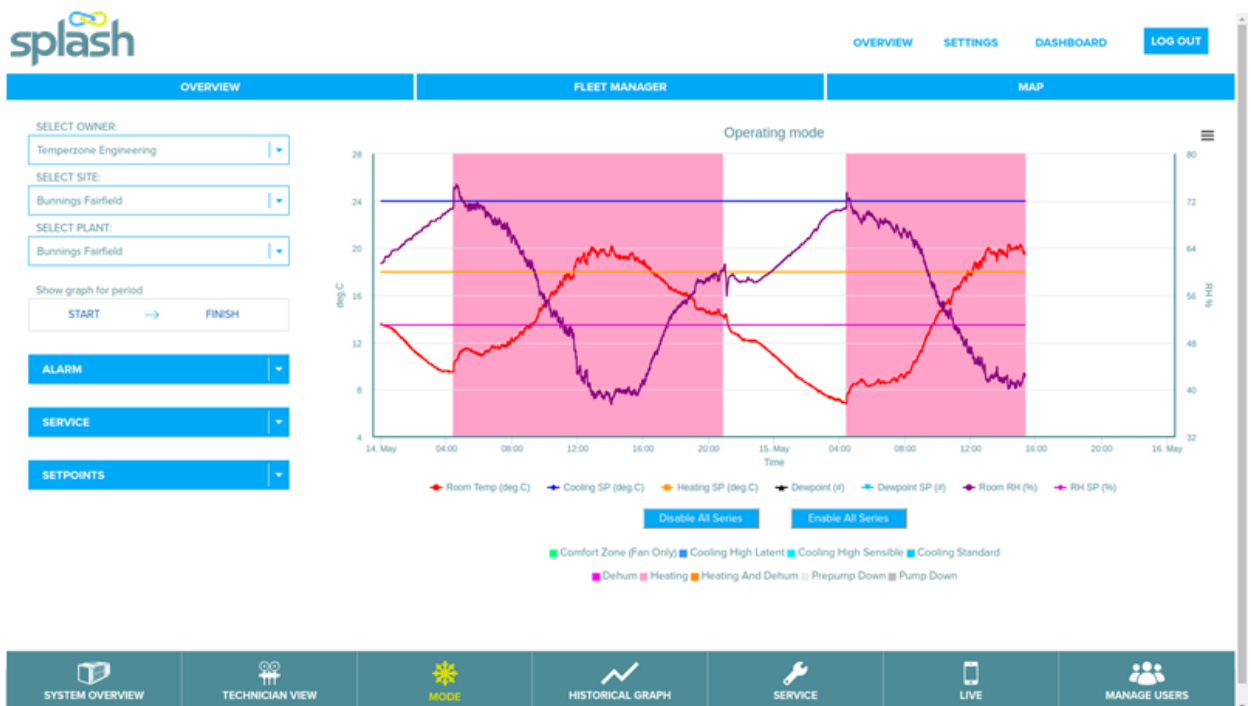 splash
OVERVIEW SETTINGS DASHBOARD LOG OUT
OVERVIEW FLEET MANAGER MAP
SELECT OWNER:
Temperzone Engineering
SELECT SITE:
Bunnings Fairfield
SELECT PLANT:
Bunnings Fairfield
Show graph for period
START → FINISH
ALARM
SERVICE
SETPOINTS
Operating mode
28 80
24 72
20 64
deg.C 16 56 RH %
12 48
8 40
4 32
14. May 04:00 08:00 12:00 16:00 20:00 15. May 04:00 08:00 12:00 16:00 20:00 16. May
Time
Room Temp (deg.C) Cooling SP (deg.C) Heating SP (deg.C) Dewpoint (#) Dewpoint SP (#) Room RH (%) RH SP (%)
Disable All Series Enable All Series
Comfort Zone (Fan Only) Cooling High Latent Cooling High Sensible Cooling Standard
Dehum Heating Heating And Dehum Prepump Down Pump Down
SYSTEM OVERVIEW TECHNICIAN VIEW MODE HISTORICAL GRAPH SERVICE LIVE MANAGE USERS